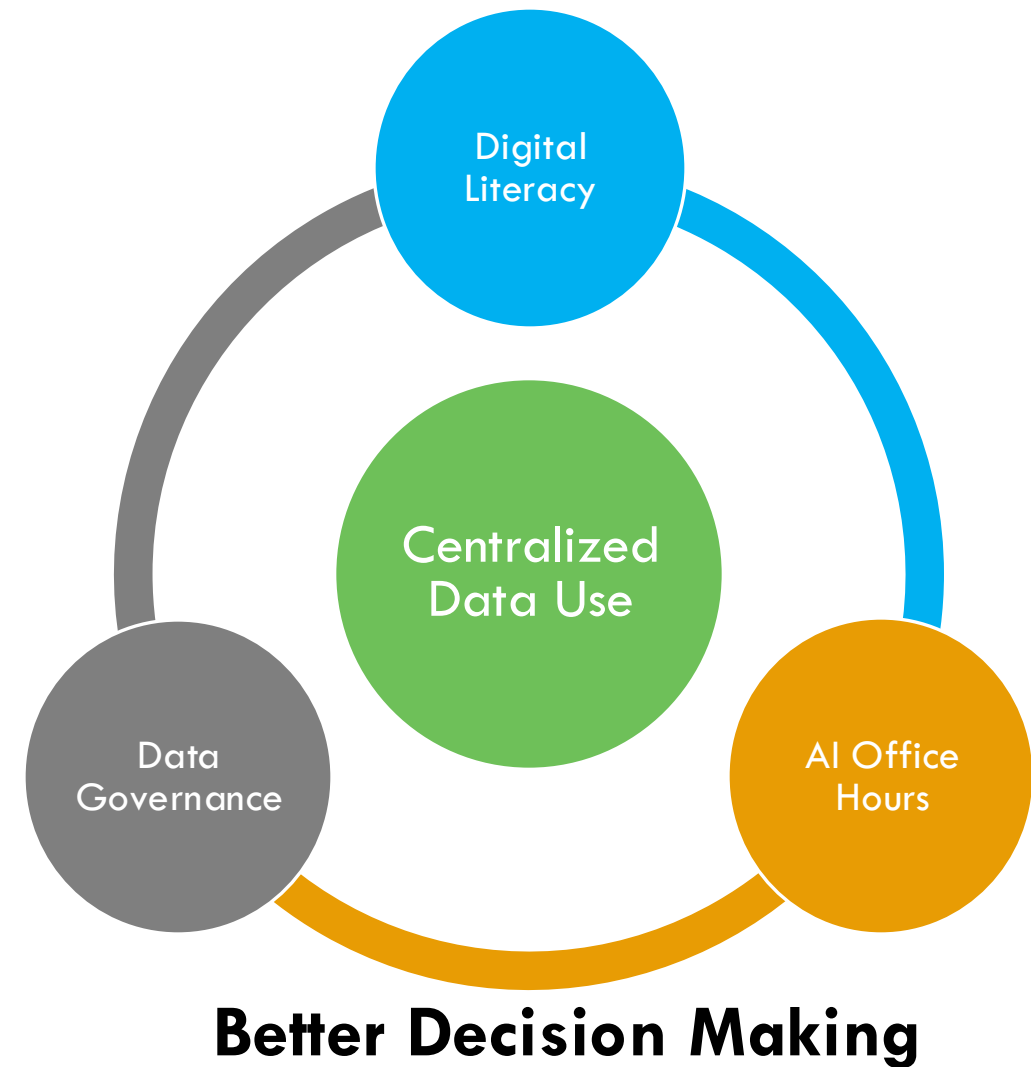 Digital
Literacy
Centralized
Data Use
Data
Governance
AI Office
Hours
Better Decision Making